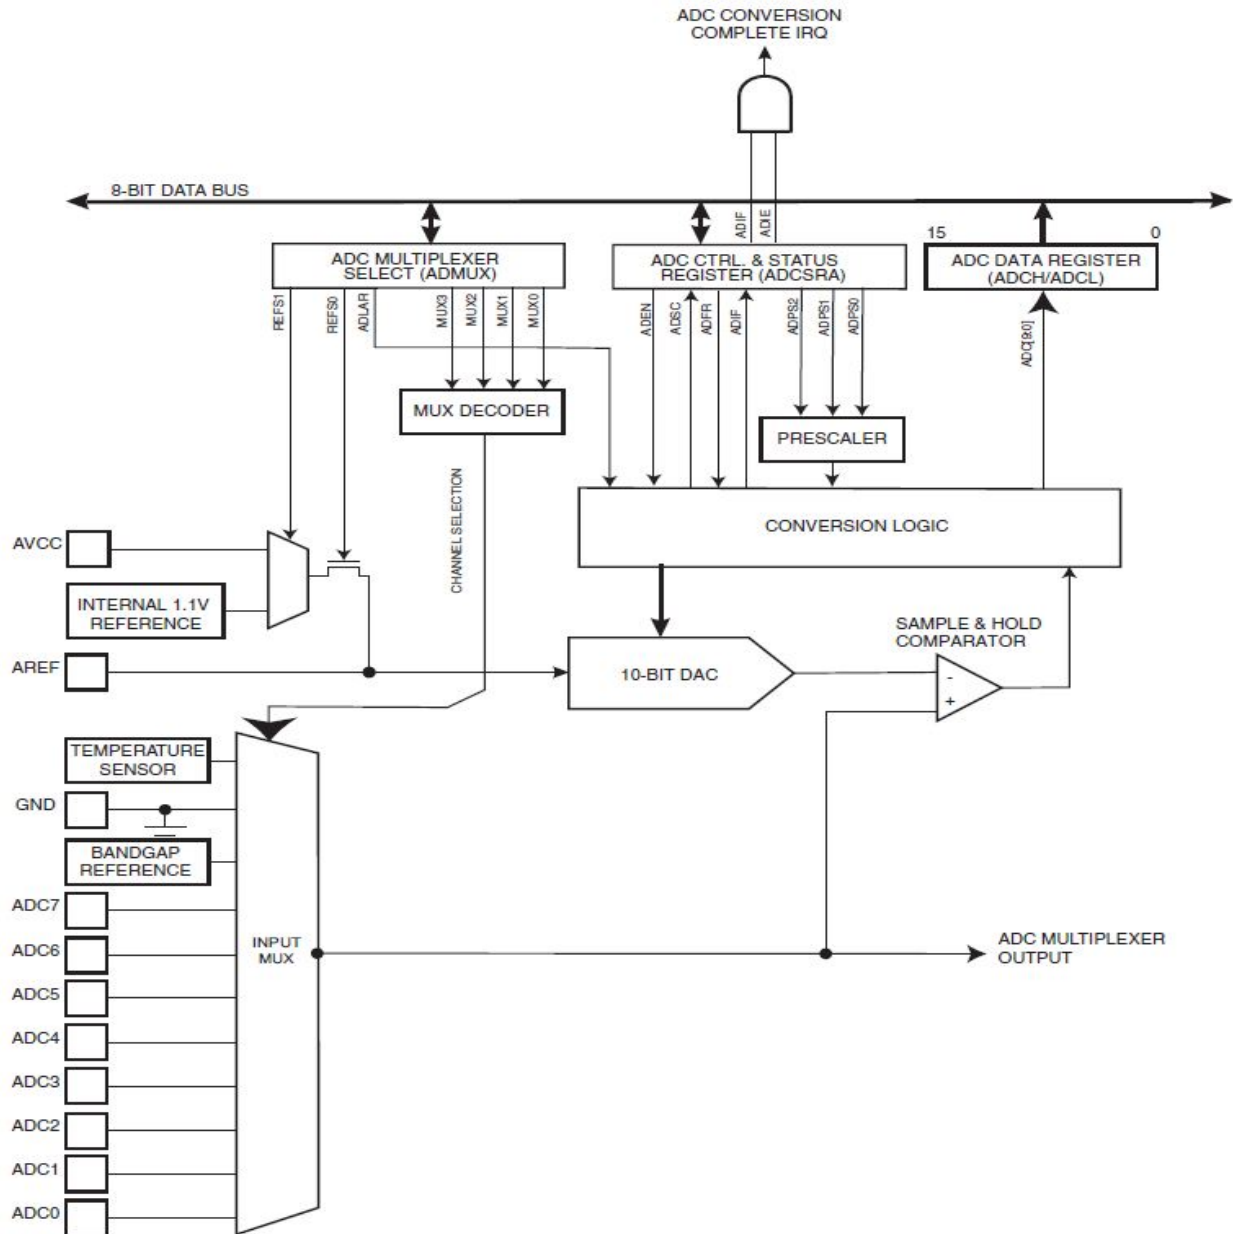 ADC CONVERSION
COMPLETE IRQ
8-BIT DATA BUS
ADIF
ADIE
15
0
ADC MULTIPLEXER
SELECT (ADMUX)
ADC CTRL. & STATUS
REGISTER (ADCSRA)
ADC DATA REGISTER
(ADCH/ADCL)
REFS1
REFS0
ADLAR
MUX3
MUX2
MUX1
MUX0
ADEN
ADSC
ADFR
ADIF
ADPS2
ADPS1
ADPS0
ADC[9:0]
MUX DECODER
PRESCALER
CHANNEL SELECTION
CONVERSION LOGIC
AVCC
INTERNAL 1.1V
REFERENCE
SAMPLE & HOLD
COMPARATOR
AREF
10-BIT DAC
-
+
TEMPERATURE
SENSOR
GND
BANDGAP
REFERENCE
ADC7
ADC6
ADC5
ADC4
ADC3
ADC2
ADC1
ADC0
INPUT
MUX
ADC MULTIPLEXER
OUTPUT